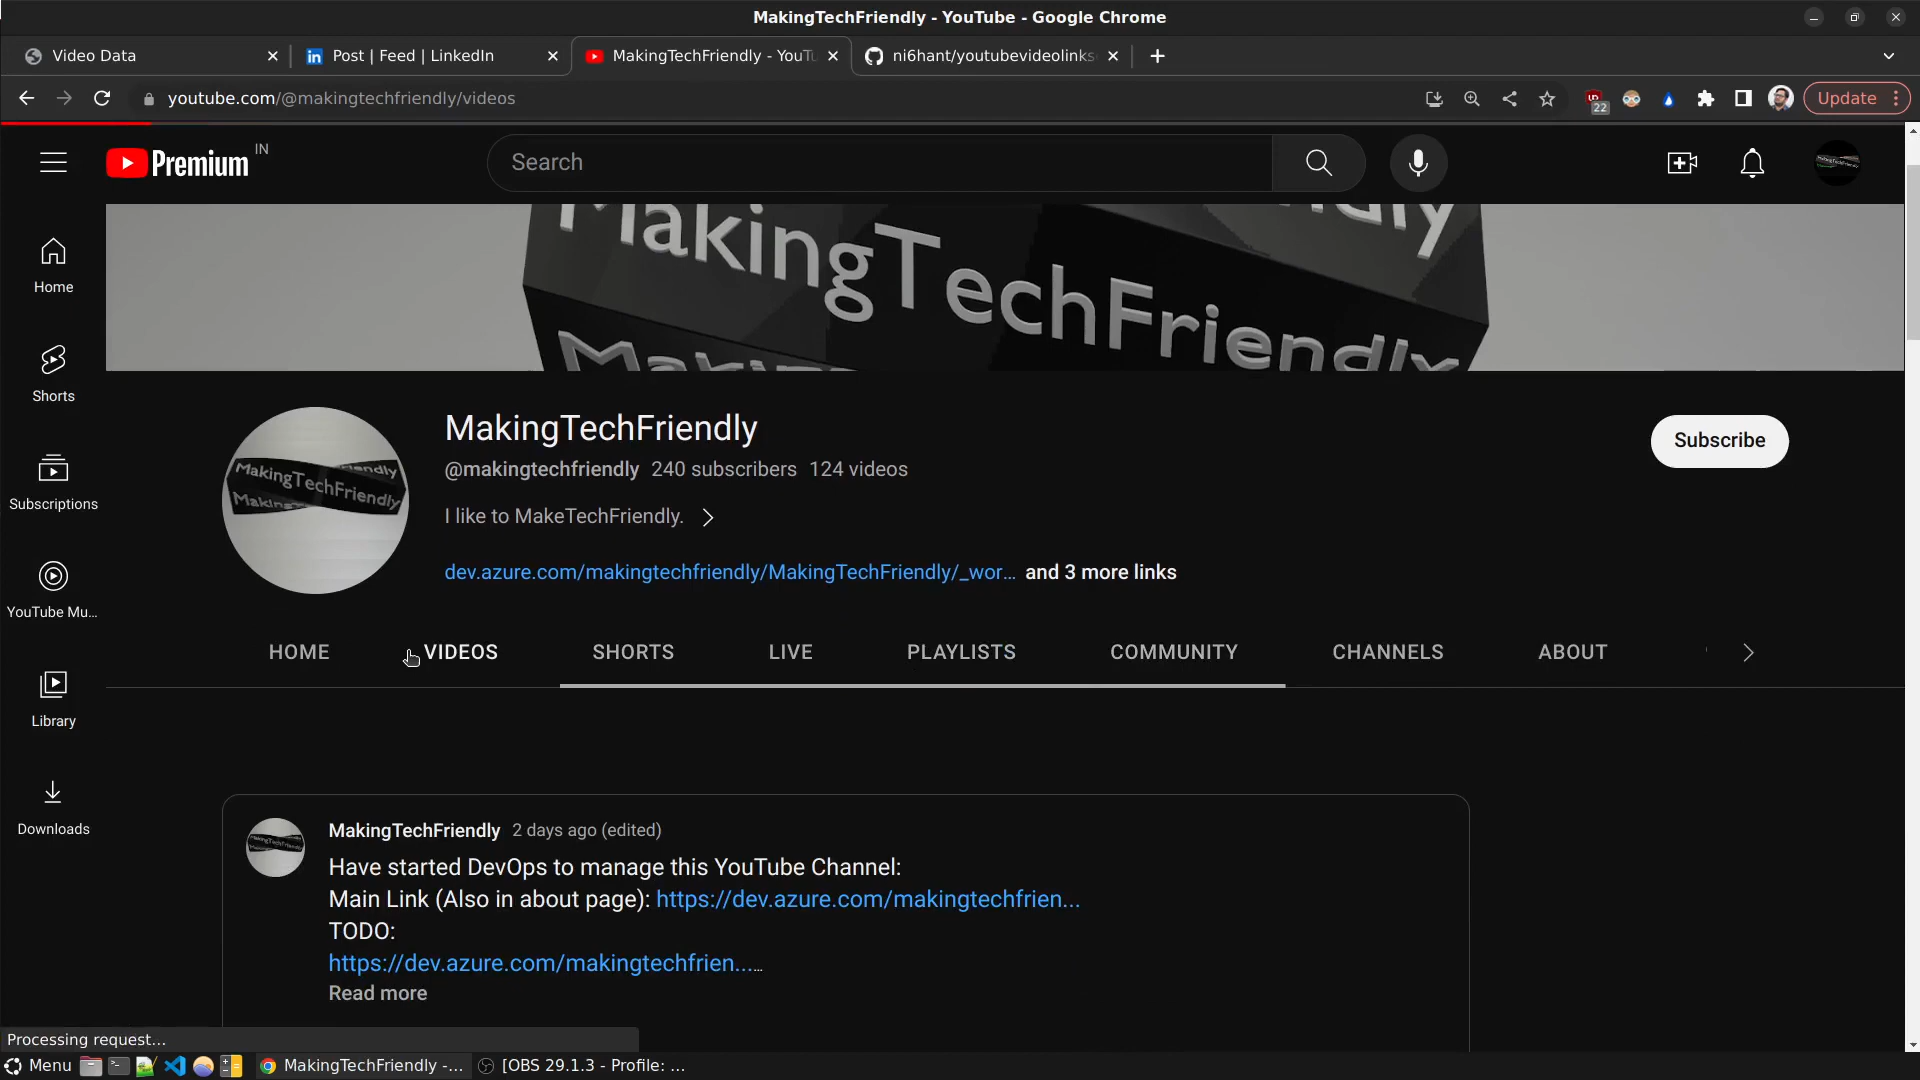 MakingTechFriendly - YouTube - Google Chrome
Video Data
Post | Feed | LinkedIn
MakingTechFriendly - YouTu
ni6hant/youtubevideolinks
youtube.com/@makingtechfriendly/videos
22
Update
Premium
IN
Search
MakingTechFriendly
Home
Shorts
Subscriptions
YouTube Mu...
Library
Downloads
MakingTechFriendly
MakingTechFriendly
@makingtechfriendly 240 subscribers 124 videos
Subscribe
I like to MakeTechFriendly.
dev.azure.com/makingtechfriendly/MakingTechFriendly/_wor... and 3 more links
HOME VIDEOS SHORTS LIVE PLAYLISTS COMMUNITY CHANNELS ABOUT
MakingTechFriendly 2 days ago (edited)
Have started DevOps to manage this YouTube Channel:
Main Link (Also in about page): https://dev.azure.com/makingtechfrien...
TODO:
https://dev.azure.com/makingtechfrien......
Read more
Processing request...
Menu
MakingTechFriendly -...
[OBS 29.1.3 - Profile: ...